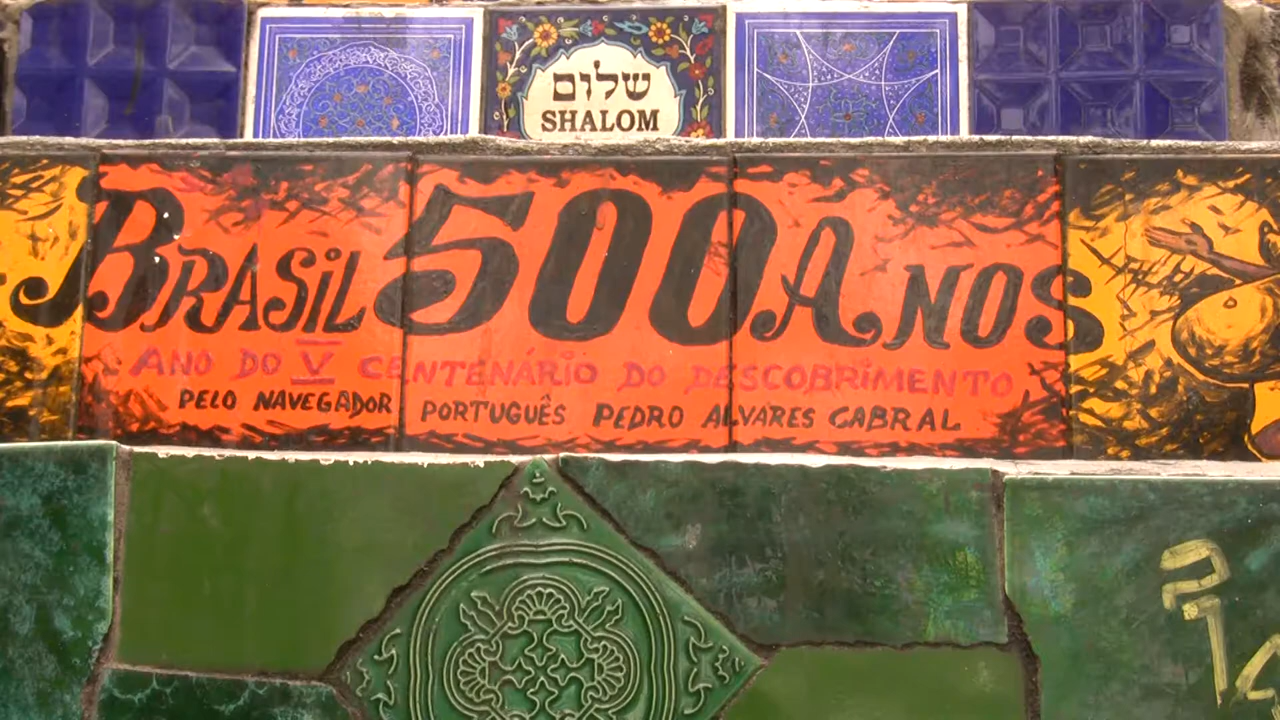 שלום
SHALOM
BRASiL 500 ANOS
ANO DO V CENTENÁRiO DO DESCOBRiMENTO
PELO NAVEGADOR PORTUGUÊS PEDRO ALVARES CABRAL